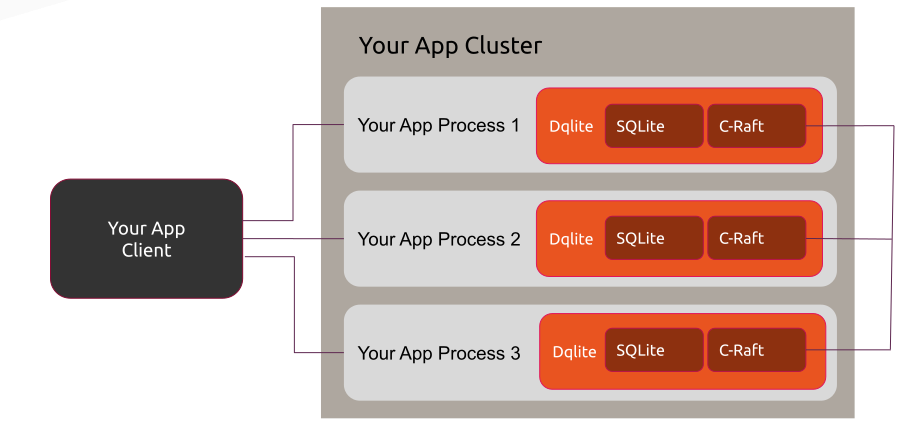 Your App Cluster
Your App Process 1
Dqlite
SQLite
C-Raft
Your App
Client
Your App Process 2
Dqlite
SQLite
C-Raft
Your App Process 3
Dqlite
SQLite
C-Raft